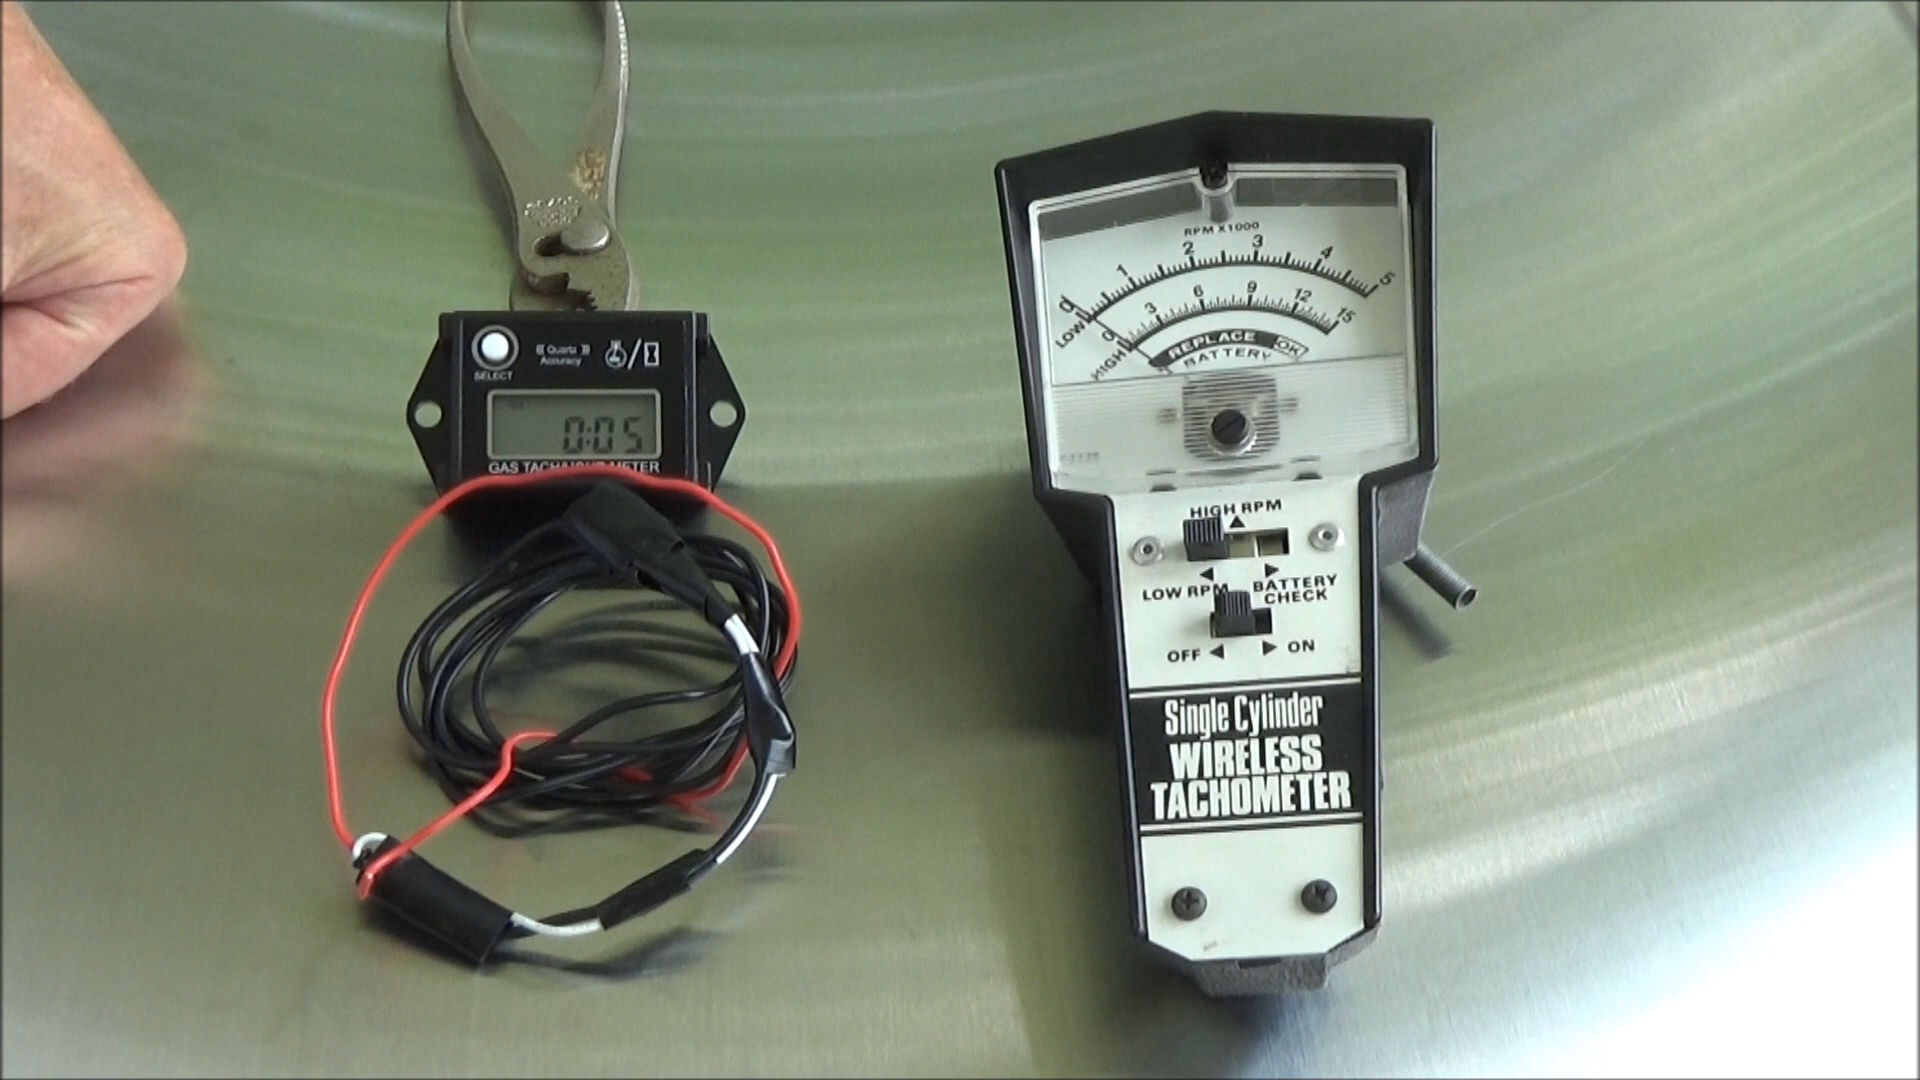 SELECT
Quartz
Accuracy
0:05
GAS TACH/HOUR METER
RPM X1000
0 1 2 3 4 5
LOW
0 3 6 9 12 15
HIGH
REPLACE OK
BATTERY
HIGH RPM
LOW RPM BATTERY
CHECK
OFF ON
Single Cylinder
WIRELESS
TACHOMETER